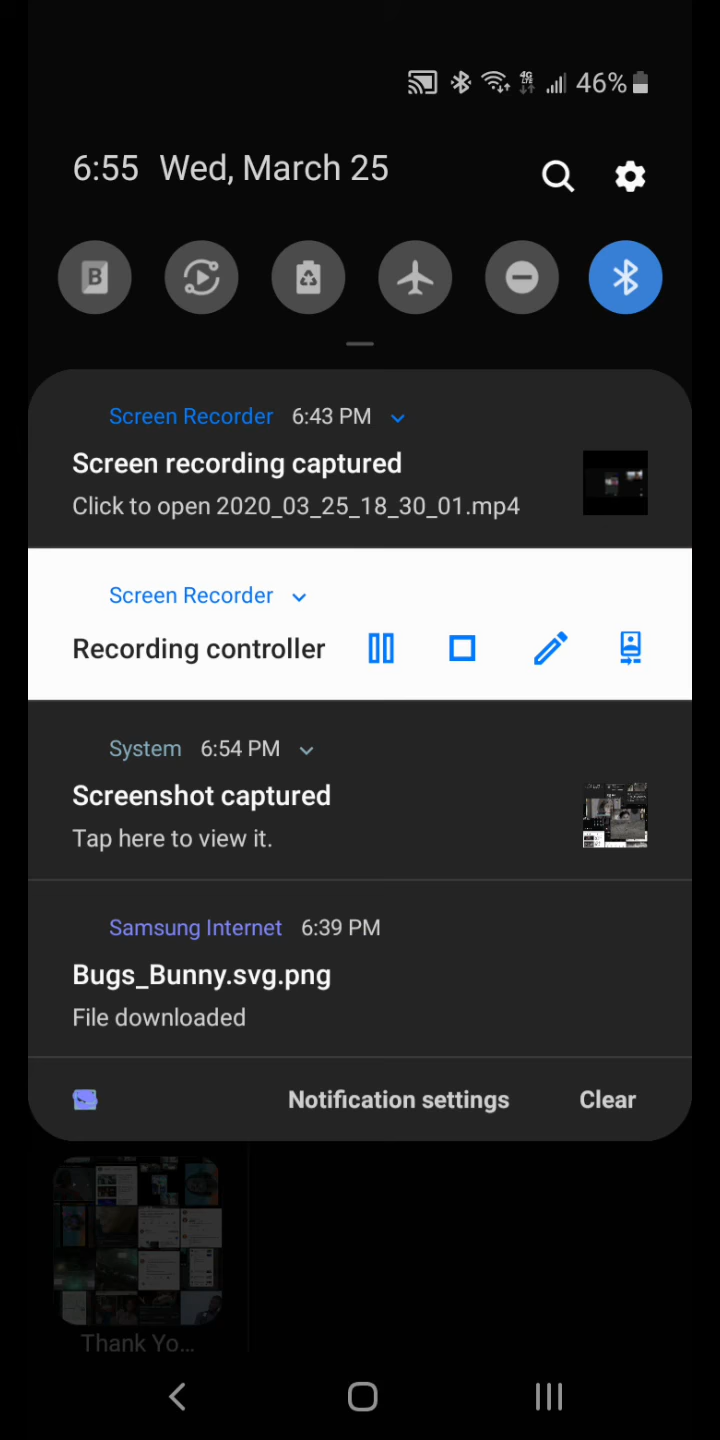 4G LTE 46%
6:55 Wed, March 25
B
Screen Recorder 6:43 PM
Screen recording captured
Click to open 2020_03_25_18_30_01.mp4
Screen Recorder
Recording controller
System 6:54 PM
Screenshot captured
Tap here to view it.
Samsung Internet 6:39 PM
Bugs_Bunny.svg.png
File downloaded
Notification settings Clear
Thank Yo...